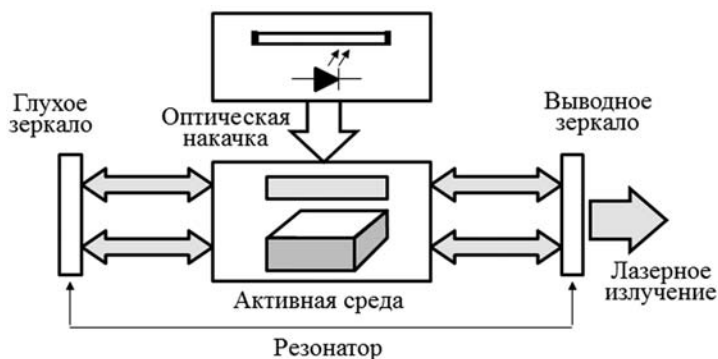 Глухое
зеркало
Оптическая
накачка
Выводное
зеркало
Активная среда
Лазерное
излучение
Резонатор